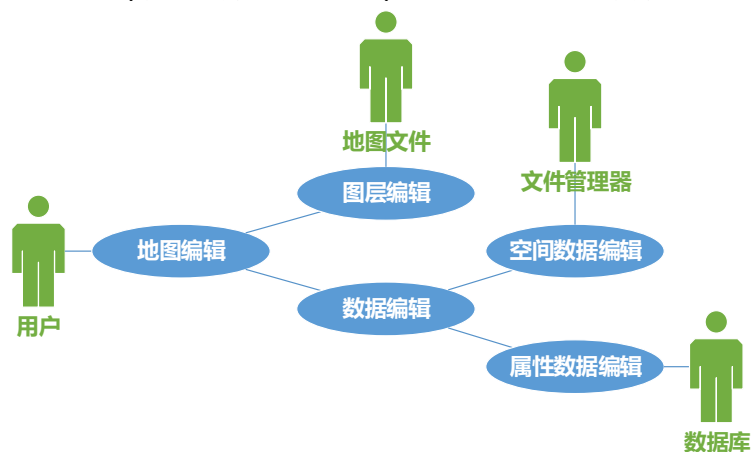 地图文件
文件管理器
图层编辑
地图编辑
空间数据编辑
数据编辑
用户
属性数据编辑
数据库